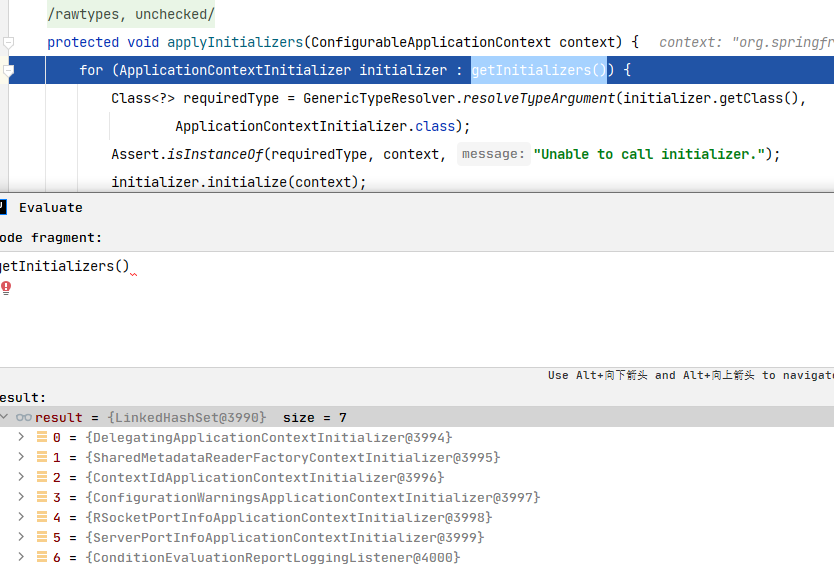 /rawtypes, unchecked/
protected void applyInitializers(ConfigurableApplicationContext context) {  context: "org.springfr
for (ApplicationContextInitializer initializer : getInitializers()) {
Class<?> requiredType = GenericTypeResolver.resolveTypeArgument(initializer.getClass(),
ApplicationContextInitializer.class);
Assert.isInstanceOf(requiredType, context, message: "Unable to call initializer.");
initializer.initialize(context);
Evaluate
ode fragment:
getInitializers()
Use Alt+向下箭头 and Alt+向上箭头 to navigate
esult:
result = {LinkedHashSet@3990} size = 7
0 = {DelegatingApplicationContextInitializer@3994}
1 = {SharedMetadataReaderFactoryContextInitializer@3995}
2 = {ContextIdApplicationContextInitializer@3996}
3 = {ConfigurationWarningsApplicationContextInitializer@3997}
4 = {RSocketPortInfoApplicationContextInitializer@3998}
5 = {ServerPortInfoApplicationContextInitializer@3999}
6 = {ConditionEvaluationReportLoggingListener@4000}